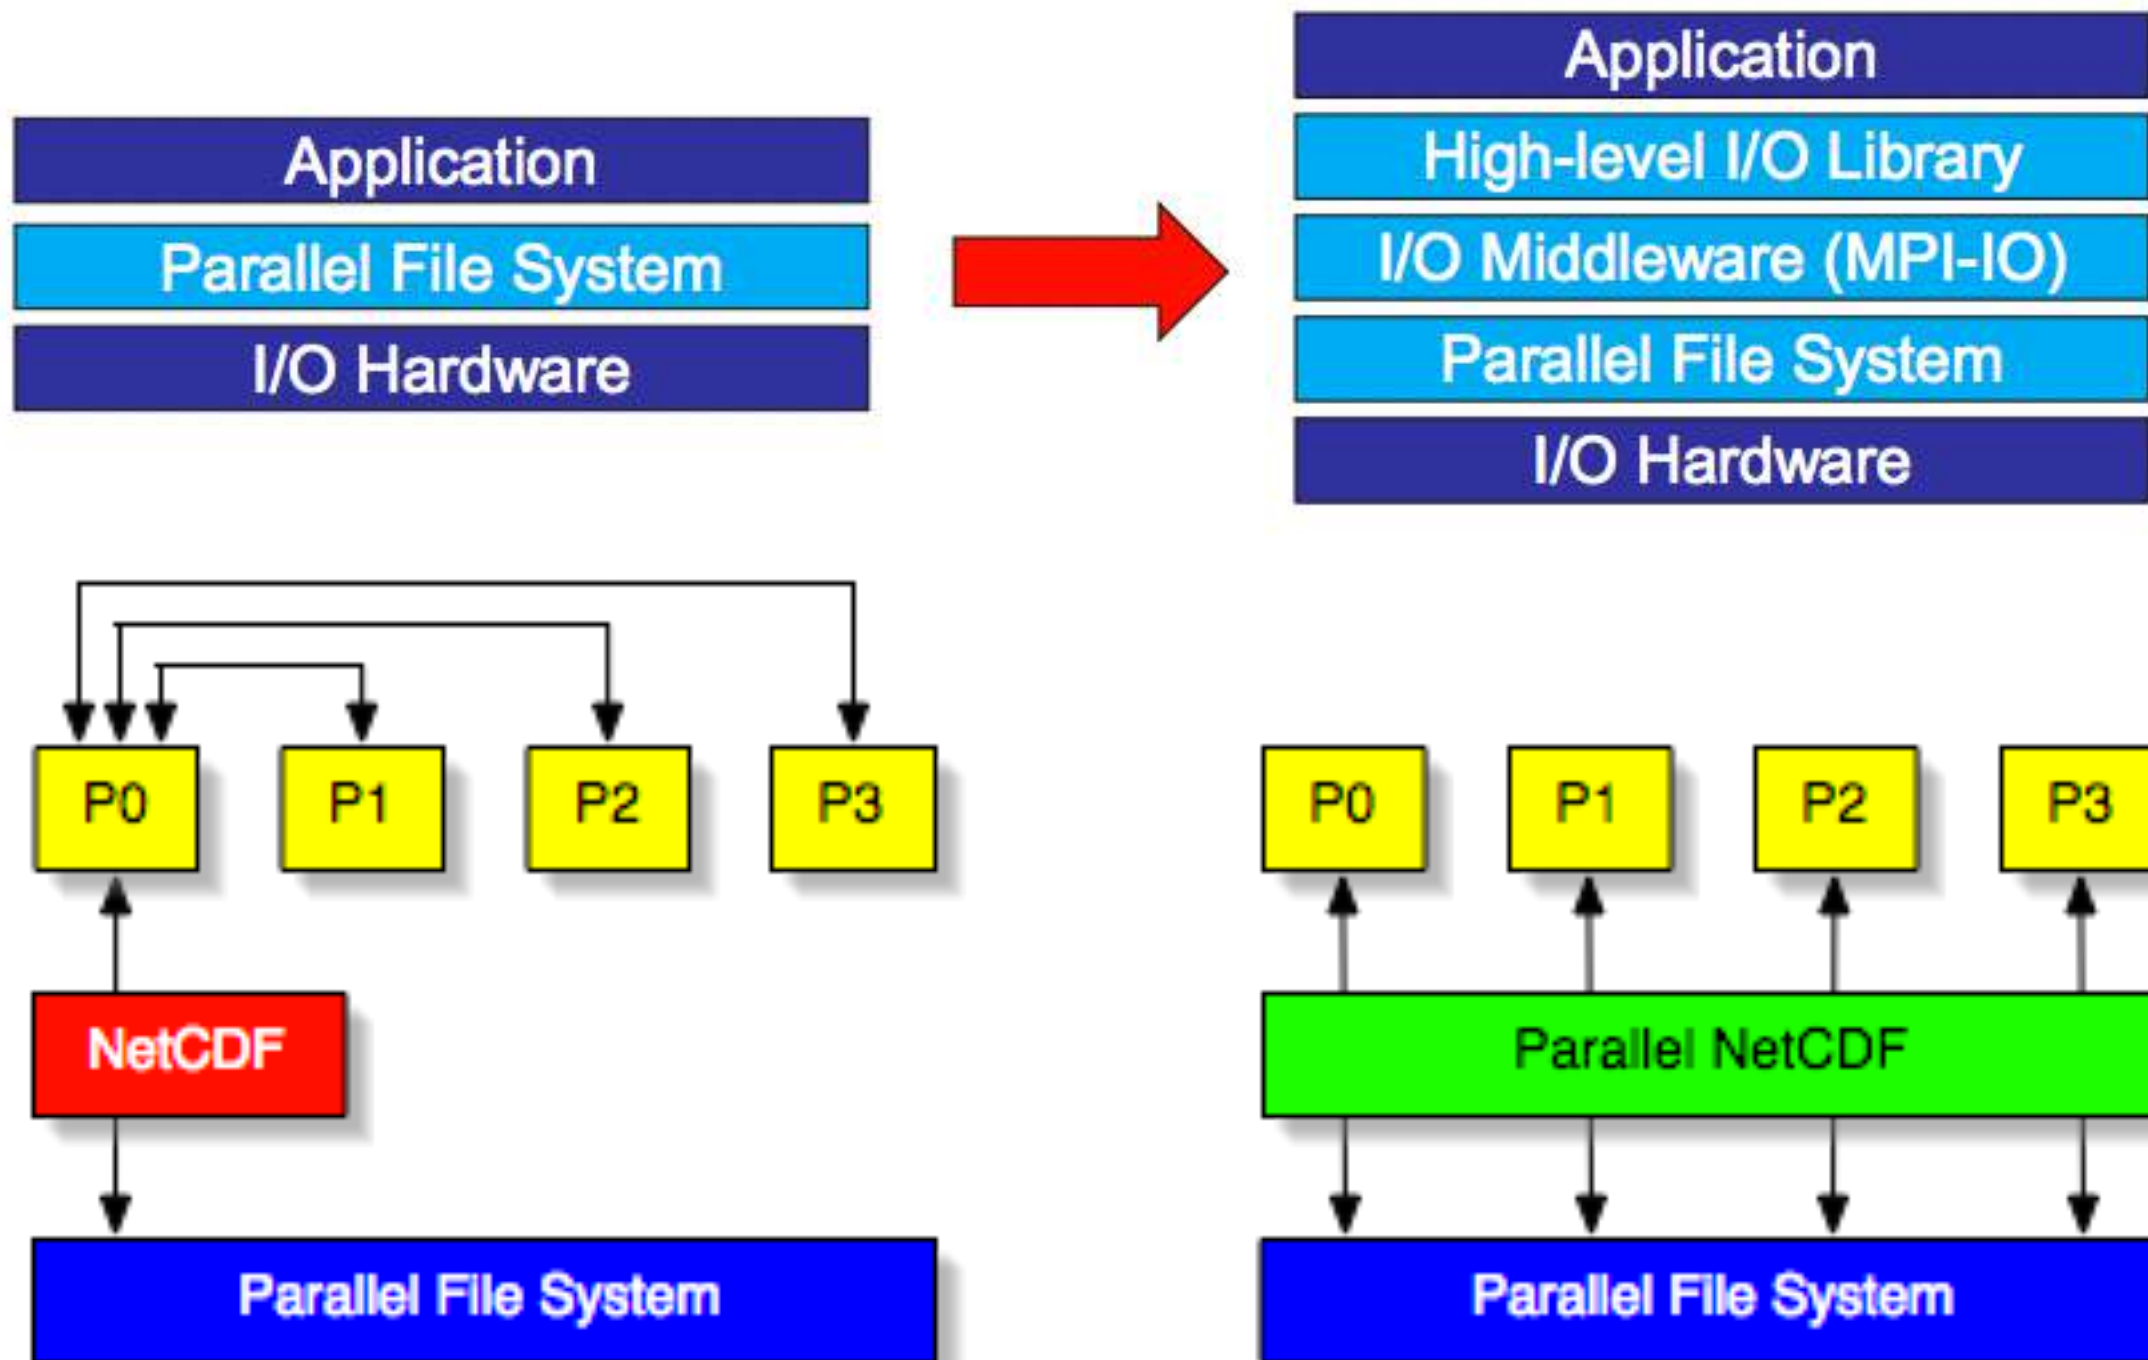 Application
Parallel File System
I/O Hardware
Application
High-level I/O Library
I/O Middleware (MPI-IO)
Parallel File System
I/O Hardware
P0
P1
P2
P3
NetCDF
Parallel File System
P0
P1
P2
P3
Parallel NetCDF
Parallel File System